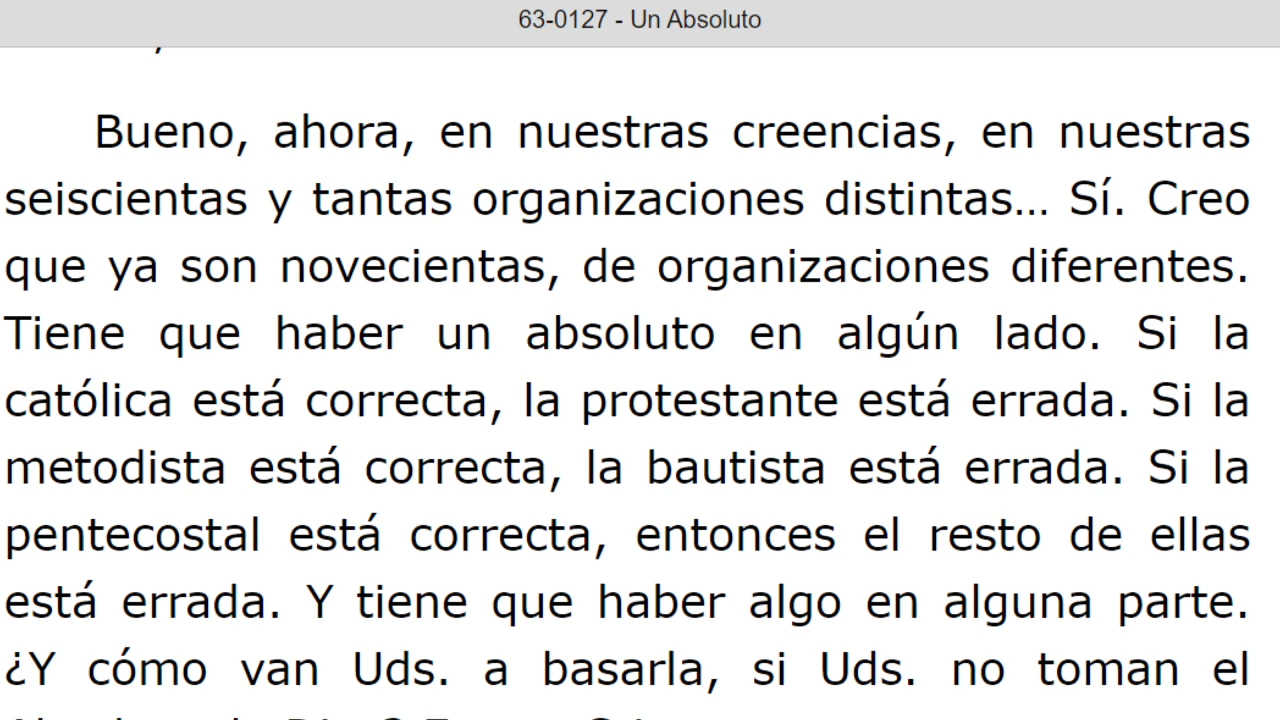 63-0127 - Un Absoluto
Bueno, ahora, en nuestras creencias, en nuestras
seiscientas y tantas organizaciones distintas... Sí. Creo
que ya son novecientas, de organizaciones diferentes.
Tiene que haber un absoluto en algún lado. Si la
católica está correcta, la protestante está errada. Si la
metodista está correcta, la bautista está errada. Si la
pentecostal está correcta, entonces el resto de ellas
está errada. Y tiene que haber algo en alguna parte.
¿Y cómo van Uds. a basarla, si Uds. no toman el